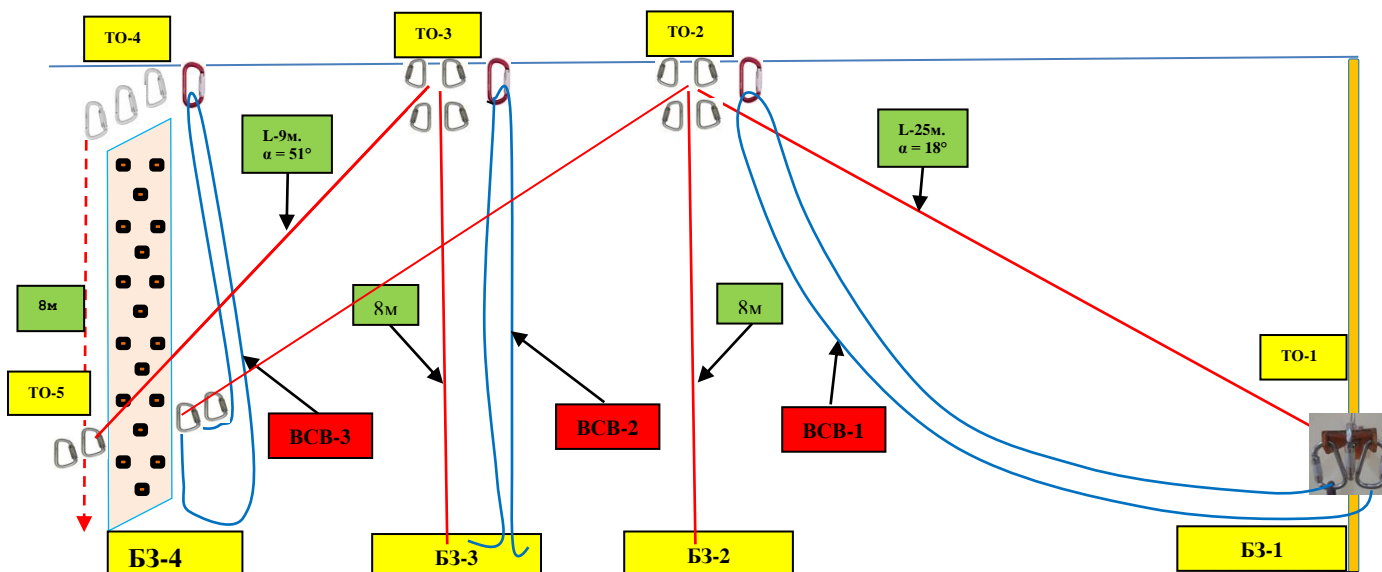 ТО-4
ТО-3
ТО-2
L-9м.
α = 51°
L-25м.
α = 18°
8м
8м
8м
ТО-1
ТО-5
ВСВ-3
ВСВ-2
ВСВ-1
БЗ-4
БЗ-3
БЗ-2
БЗ-1